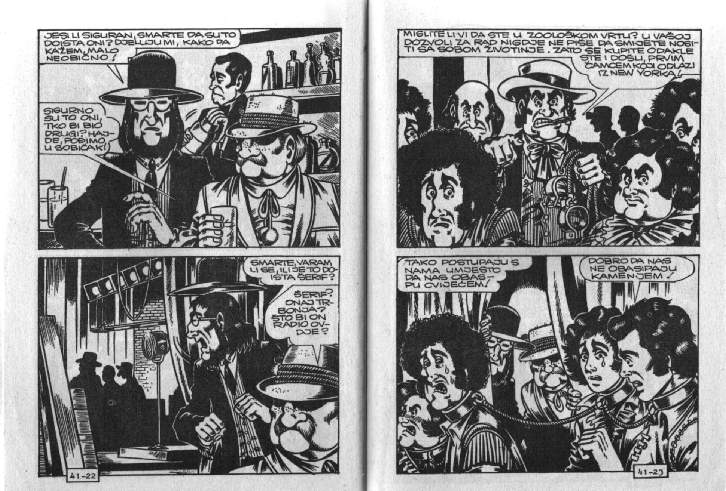 JESI LI SIGURAN, SMARTE DA SU TO
DOISTA ONI? DJELUJU MI, KAKO DA
KAŽEM, MALO
NEOBIČNO!
SIGURNO
SU TO ONI,
TKO BI BIO
DRUGI? HAJ-
DE, POĐIMO
U SOBIČAK!
SMARTE, VARAM
LI SE, ILI JE TO DO-
ISTA ŠERIF?
ŠERIF?
ONAJ TR-
BONJA?
ŠTO BI ON
RADIO OV-
DJE?
41-22
MISLITE LI VI DA STE U ZOOLOŠKOM VRTU? U VAŠOJ
DOZVOLI ZA RAD NIGDJE NE PIŠE DA SMIJETE NOSI-
TI SA SOBOM ŽIVOTINJE. ZATO SE KUPITE ODAKLE
STE I DOŠLI, PRVIM
ČAMCEM KOJI ODLAZI
IZ NEW YORKA!
TAKO POSTUPAJU S
NAMA UMJESTO
DA NAS OBAS-
PU CVIJEĆEM!
DOBRO DA NAS
NE OBASIPAJU
KAMENJEM!
41-23